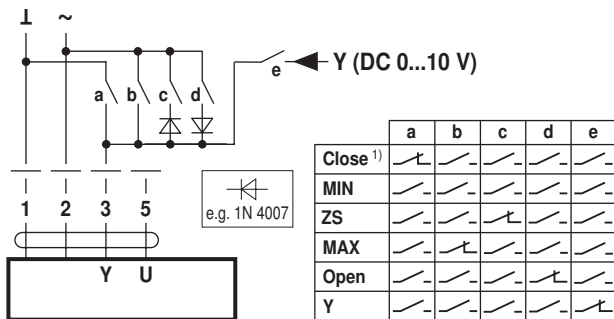 ⊥ ~
e Y (DC 0...10 V)
a b c d
a b c d e
Close 1)
MIN
ZS
MAX
Open
Y
1 2 3 5
e.g. 1N 4007
Y U